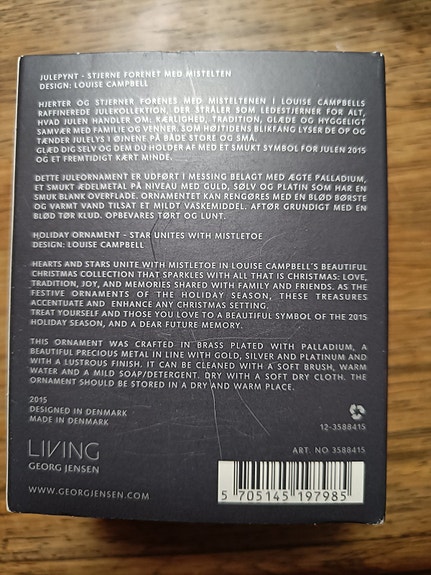 JULEPYNT - STJERNE FORENET MED MISTELTEN
DESIGN: LOUISE CAMPBELL
HJERTER OG STJERNER FORENES MED MISTELTENEN I LOUISE CAMPBELLS
RAFFINEREDE JULEKOLLEKTION, DER STRÅLER SOM LEDESTJERNER FOR ALT,
HVAD JULEN HANDLER OM: KÆRLIGHED, TRADITION, GLÆDE OG HYGGELIGT
SAMVÆR MED FAMILIE OG VENNER. SOM HØJTIDENS BLIKFANG LYSER DE OP OG
TÆNDER JULELYS I ØJNENE PÅ BÅDE STORE OG SMÅ.
GLÆD DIG SELV OG DEM DU HOLDER AF MED ET SMUKT SYMBOL FOR JULEN 2015
OG ET FREMTIDIGT KÆRT MINDE.
DETTE JULEORNAMENT ER UDFØRT I MESSING BELAGT MED ÆGTE PALLADIUM,
ET SMUKT ÆDELMETAL PÅ NIVEAU MED GULD, SØLV OG PLATIN SOM HAR EN
SMUK BLANK OVERFLADE. ORNAMENTET KAN RENGØRES MED EN BLØD BØRSTE
OG VARMT VAND TILSAT ET MILDT VASKEMIDDEL. AFTØR GRUNDIGT MED EN
BLØD TØR KLUD. OPBEVARES TØRT OG LUNT.
HOLIDAY ORNAMENT - STAR UNITES WITH MISTLETOE
DESIGN: LOUISE CAMPBELL
HEARTS AND STARS UNITE WITH MISTLETOE IN LOUISE CAMPBELL'S BEAUTIFUL
CHRISTMAS COLLECTION THAT SPARKLES WITH ALL THAT IS CHRISTMAS: LOVE,
TRADITION, JOY, AND MEMORIES SHARED WITH FAMILY AND FRIENDS. AS THE
FESTIVE ORNAMENTS OF THE HOLIDAY SEASON, THESE TREASURES
ACCENTUATE AND ENHANCE ANY CHRISTMAS SETTING.
TREAT YOURSELF AND THOSE YOU LOVE TO A BEAUTIFUL SYMBOL OF THE 2015
HOLIDAY SEASON, AND A DEAR FUTURE MEMORY.
THIS ORNAMENT WAS CRAFTED IN BRASS PLATED WITH PALLADIUM, A
BEAUTIFUL PRECIOUS METAL IN LINE WITH GOLD, SILVER AND PLATINUM AND
WITH A LUSTROUS FINISH. IT CAN BE CLEANED WITH A SOFT BRUSH, WARM
WATER AND A MILD SOAP/DETERGENT. DRY WITH A SOFT DRY CLOTH. THE
ORNAMENT SHOULD BE STORED IN A DRY AND WARM PLACE.
2015
DESIGNED IN DENMARK
MADE IN DENMARK
12-3588415
LIVING
GEORG JENSEN
ART. NO 3588415
WWW.GEORGJENSEN.COM
5 705145 197985